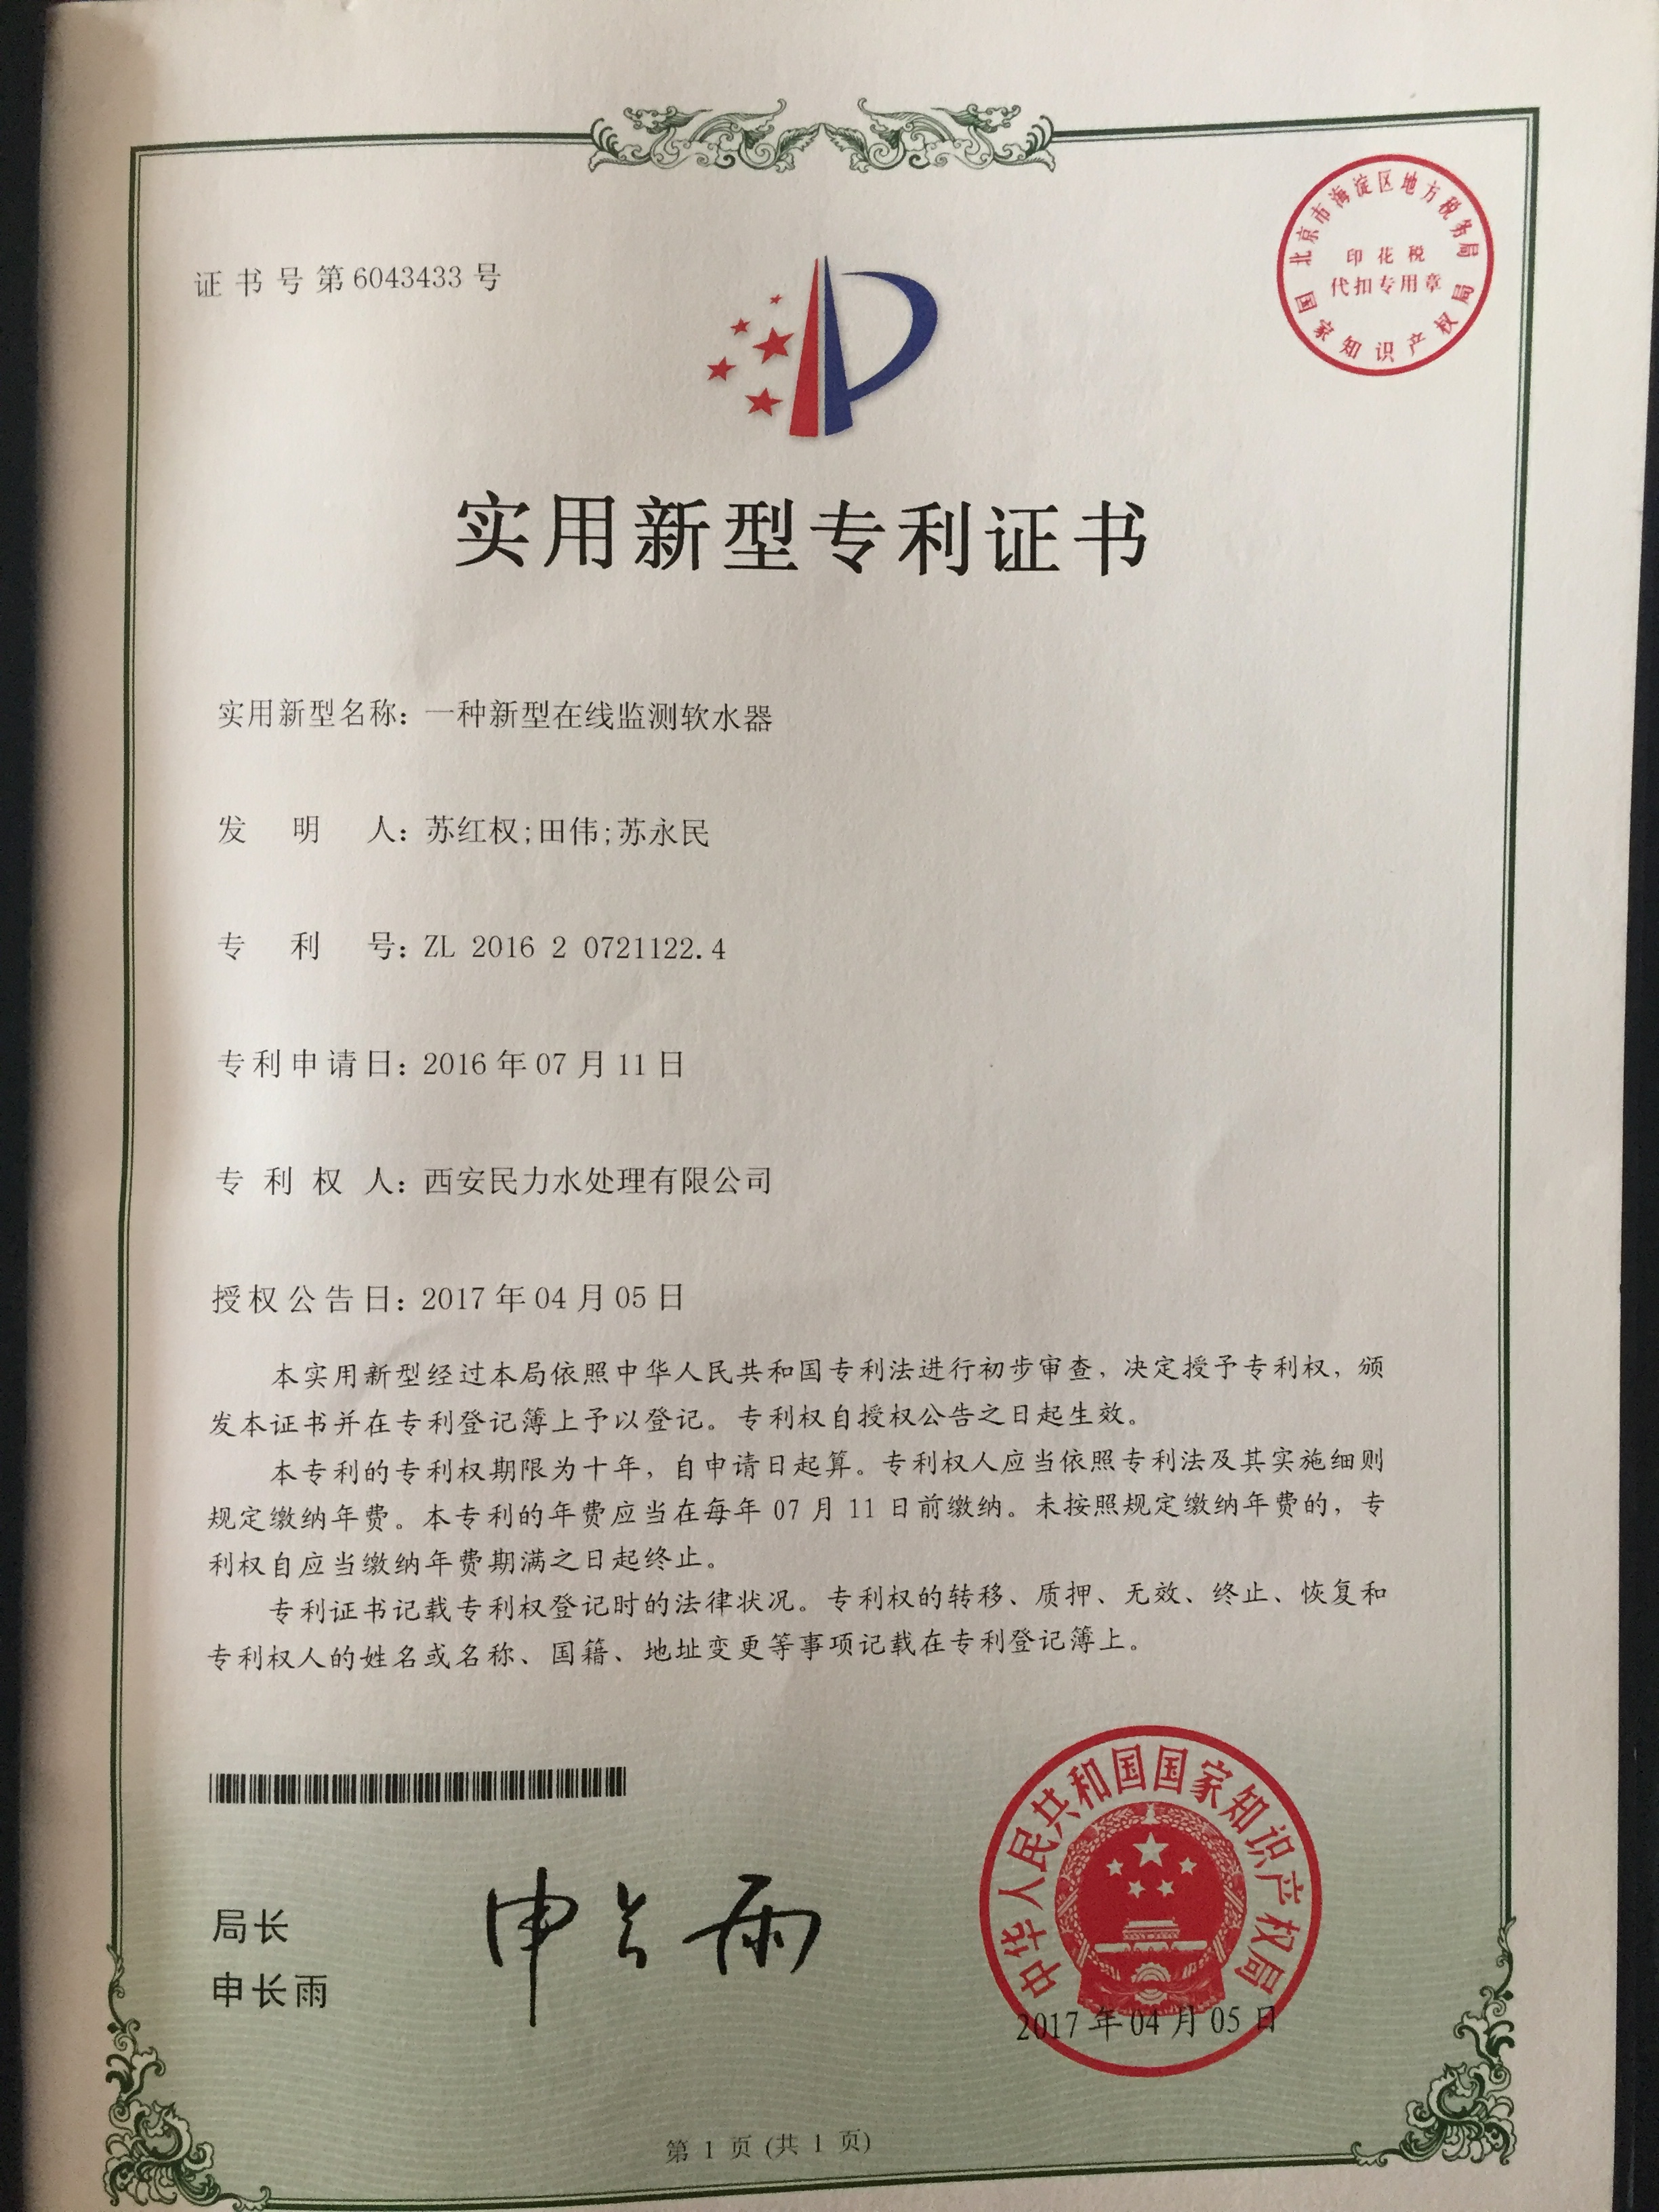 证书号第6043433号
北京市海淀区地方税务局
印花税
代扣专用章
国家知识产权局
实用新型专利证书
实用新型名称：一种新型在线监测软水器
发明人：苏红权;田伟;苏永民
专利号：ZL 2016 2 0721122.4
专利申请日：2016年07月11日
专利权人：西安民力水处理有限公司
授权公告日：2017年04月05日
本实用新型经过本局依照中华人民共和国专利法进行初步审查，决定授予专利权，颁
发本证书并在专利登记簿上予以登记。专利权自授权公告之日起生效。
本专利的专利权期限为十年，自申请日起算。专利权人应当依照专利法及其实施细则
规定缴纳年费。本专利的年费应当在每年07月11日前缴纳。未按照规定缴纳年费的，专
利权自应当缴纳年费期满之日起终止。
专利证书记载专利权登记时的法律状况。专利权的转移、质押、无效、终止、恢复和
专利权人的姓名或名称、国籍、地址变更等事项记载在专利登记簿上。
局长
申长雨
申长雨
中华人民共和国国家知识产权局
2017年04月05日
第1页(共1页)